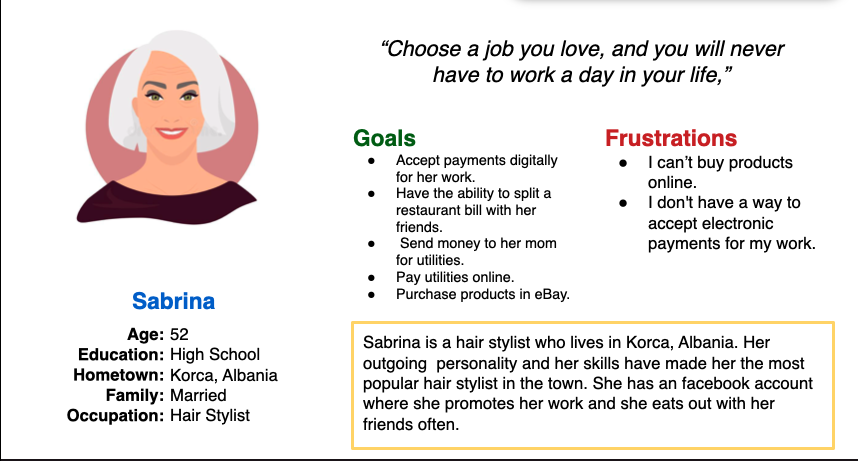 “Choose a job you love, and you will never
have to work a day in your life,”
Goals
● Accept payments digitally
for her work.
● Have the ability to split a
restaurant bill with her
friends.
● Send money to her mom
for utilities.
● Pay utilities online.
● Purchase products in eBay.
Frustrations
● I can’t buy products
online.
● I don't have a way to
accept electronic
payments for my work.
Sabrina
Age: 52
Education: High School
Hometown: Korca, Albania
Family: Married
Occupation: Hair Stylist
Sabrina is a hair stylist who lives in Korca, Albania. Her
outgoing personality and her skills have made her the most
popular hair stylist in the town. She has an facebook account
where she promotes her work and she eats out with her
friends often.